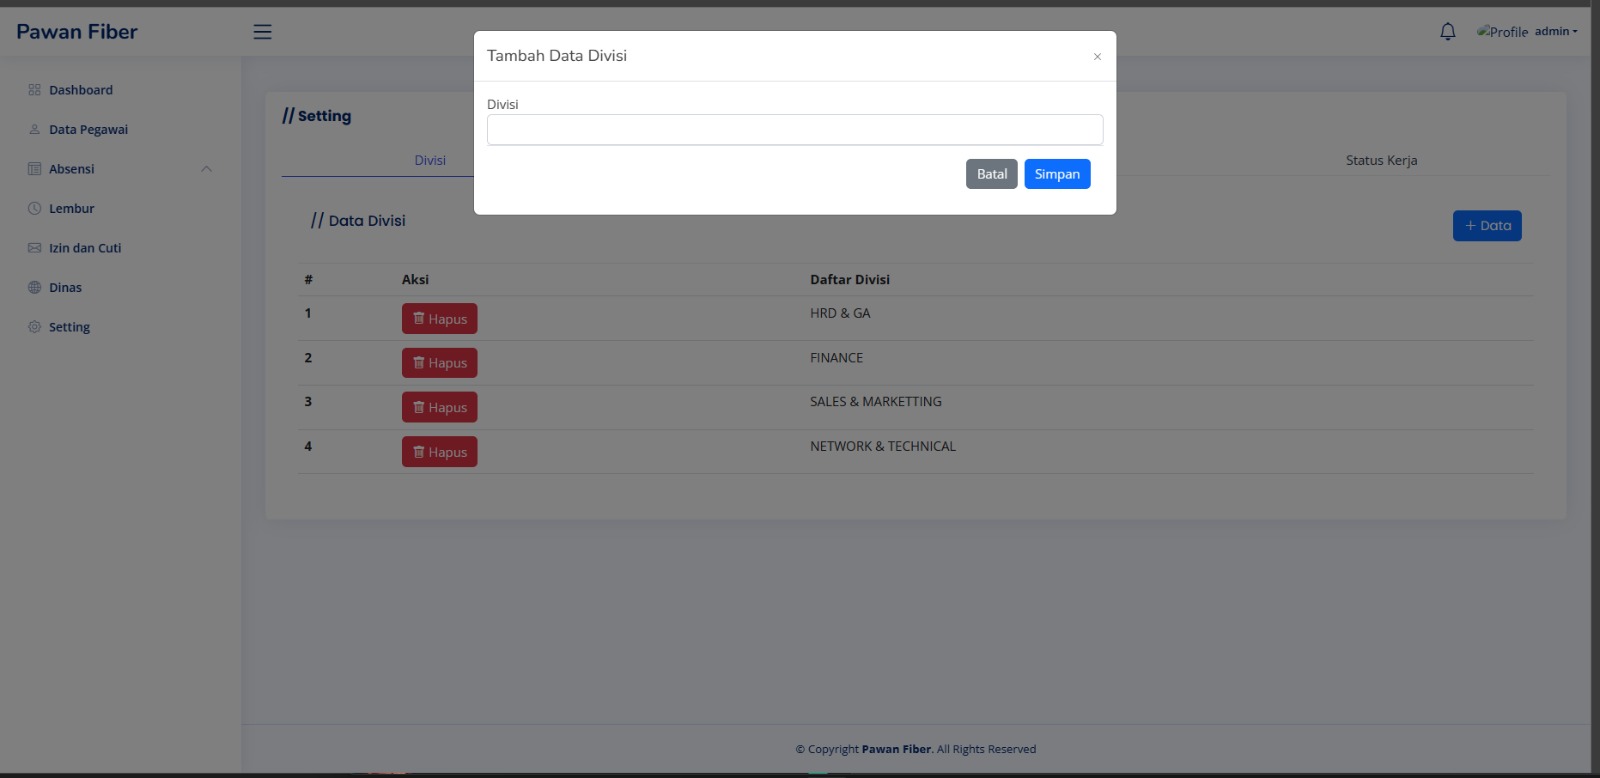 Pawan Fiber
Profile admin
Dashboard
Data Pegawai
Absensi
Lembur
Izin dan Cuti
Dinas
Setting
Tambah Data Divisi ×
Divisi
Batal Simpan
// Setting
Divisi Status Kerja
// Data Divisi
+ Data
# Aksi Daftar Divisi
1 Hapus HRD & GA
2 Hapus FINANCE
3 Hapus SALES & MARKETTING
4 Hapus NETWORK & TECHNICAL
© Copyright Pawan Fiber. All Rights Reserved